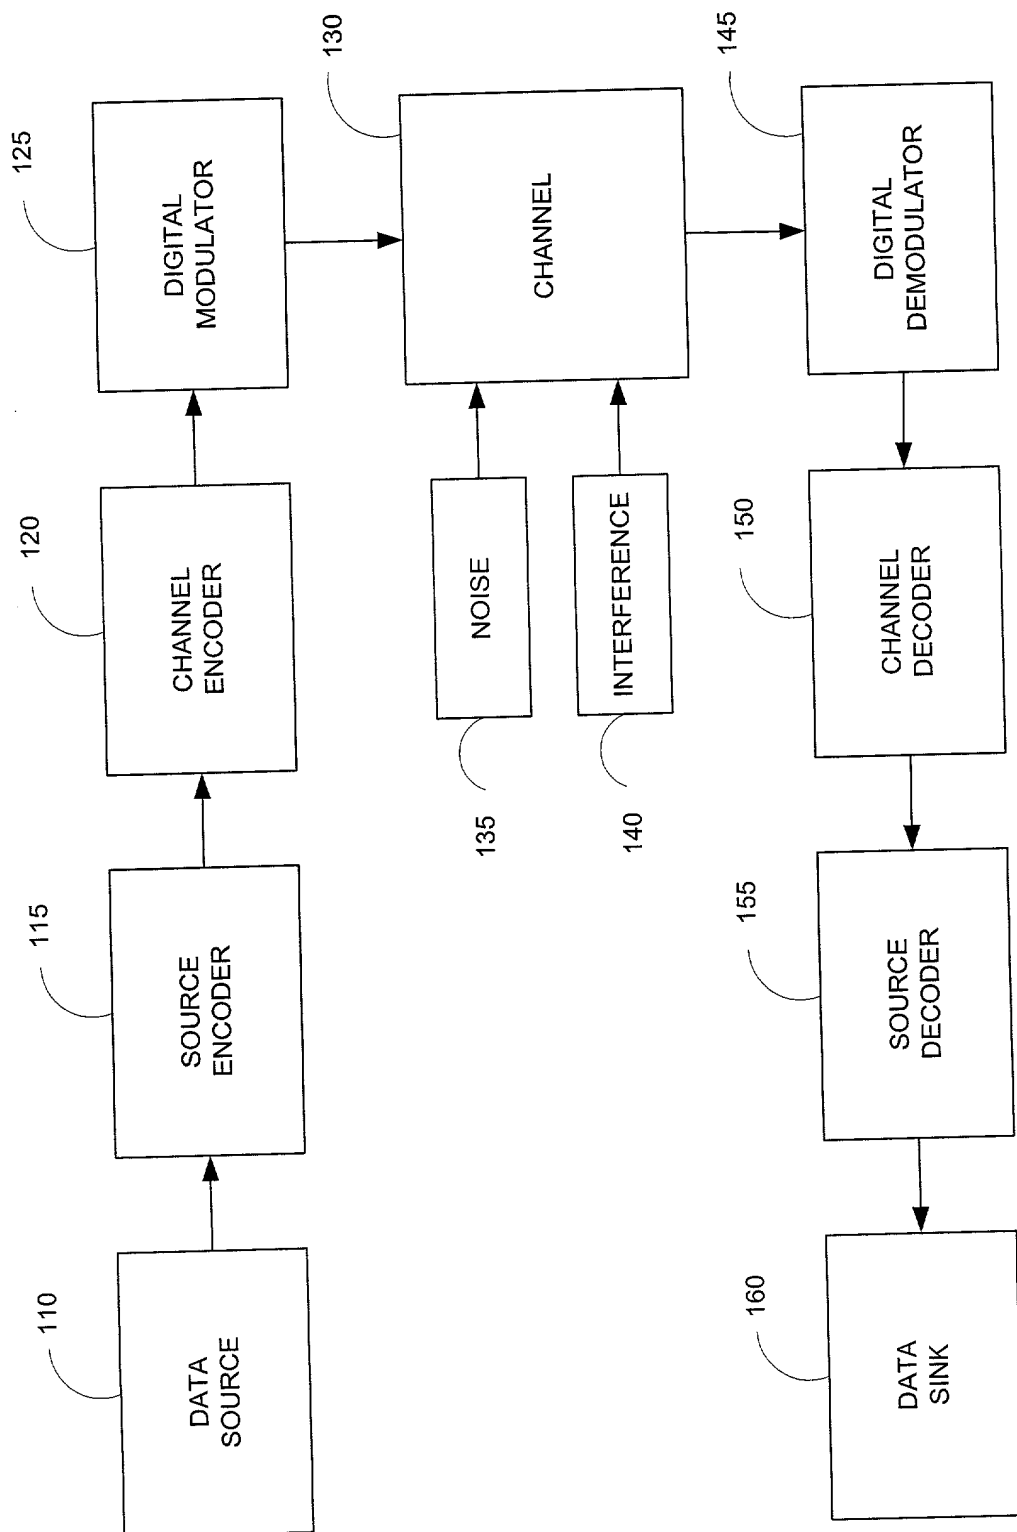 110
DATA
SOURCE
115
SOURCE
ENCODER
120
CHANNEL
ENCODER
125
DIGITAL
MODULATOR
130
CHANNEL
135
NOISE
140
INTERFERENCE
145
DIGITAL
DEMODULATOR
150
CHANNEL
DECODER
155
SOURCE
DECODER
160
DATA
SINK